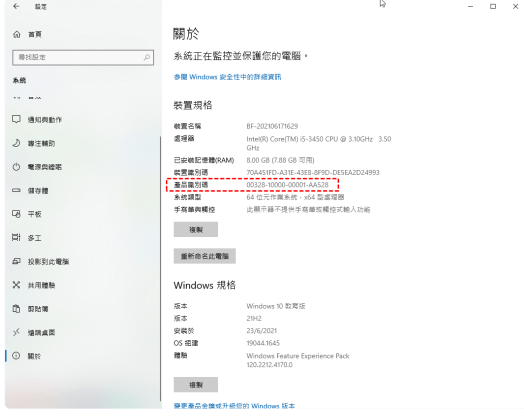 設定
首頁
尋找設定
系統
通知與動作
專注輔助
電源與睡眠
儲存體
平板
多工
投影到此電腦
共用體驗
剪貼簿
遠端桌面
關於
關於
系統正在監控並保護您的電腦。
參閱 Windows 安全性中的詳細資訊
裝置規格
裝置名稱 BF-202106171629
處理器 Intel(R) Core(TM) i5-3450 CPU @ 3.10GHz 3.50
GHz
已安裝記憶體(RAM) 8.00 GB (7.88 GB 可用)
裝置識別碼 70A451FD-A31E-43E8-8F9D-DE5EA2D24993
產品識別碼 00328-10000-00001-AA528
系統類型 64 位元作業系統，x64 型處理器
手寫筆與觸控 此顯示器不提供手寫筆或觸控式輸入功能
複製
重新命名此電腦
Windows 規格
版本 Windows 10 教育版
版本 21H2
安裝於 23/6/2021
OS 組建 19044.1645
體驗 Windows Feature Experience Pack
120.2212.4170.0
複製
變更產品金鑰或升級您的 Windows 版本